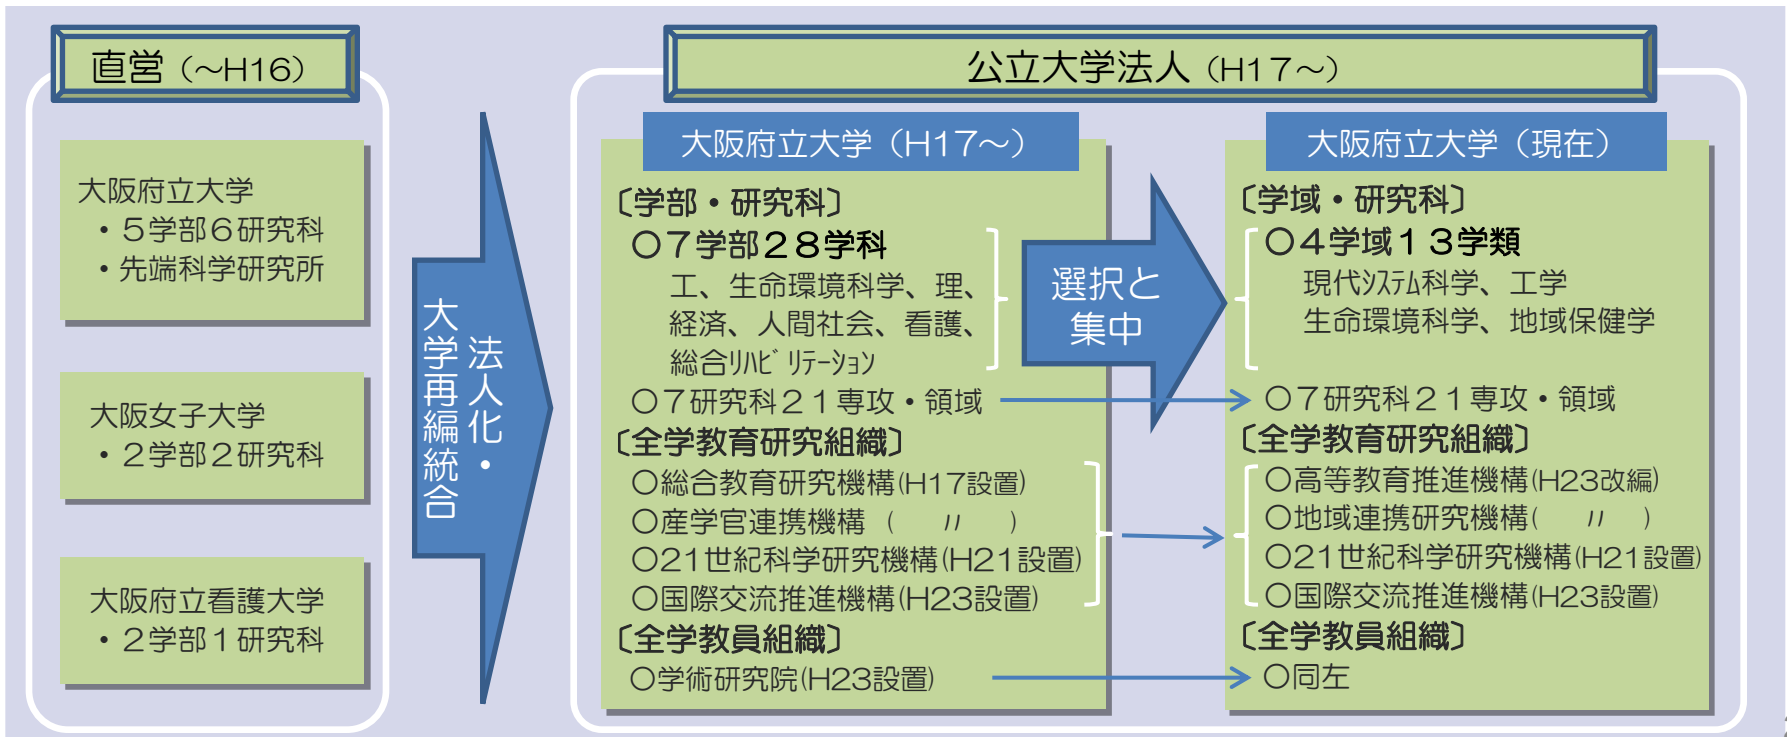 直営（～H16）
大阪府立大学
・５学部６研究科
・先端科学研究所
大阪女子大学
・２学部２研究科
大阪府立看護大学
・２学部１研究科
法人化・
大学再編統合
公立大学法人（H17～）
大阪府立大学（H17～）
〔学部・研究科〕
○７学部２８学科
工、生命環境科学、理、
経済、人間社会、看護、
総合ﾘﾊﾋﾞﾘﾃｰｼｮﾝ
○７研究科２１専攻・領域
〔全学教育研究組織〕
○総合教育研究機構(H17設置)
○産学官連携機構（　〃　）
○21世紀科学研究機構(H21設置)
○国際交流推進機構(H23設置)
〔全学教員組織〕
○学術研究院(H23設置)
選択と
集中
大阪府立大学（現在）
〔学域・研究科〕
○４学域１３学類
現代ｼｽﾃﾑ科学、工学
生命環境科学、地域保健学
○７研究科２１専攻・領域
〔全学教育研究組織〕
○高等教育推進機構(H23改編)
○地域連携研究機構(　〃　)
○21世紀科学研究機構(H21設置)
○国際交流推進機構(H23設置)
〔全学教員組織〕
○同左